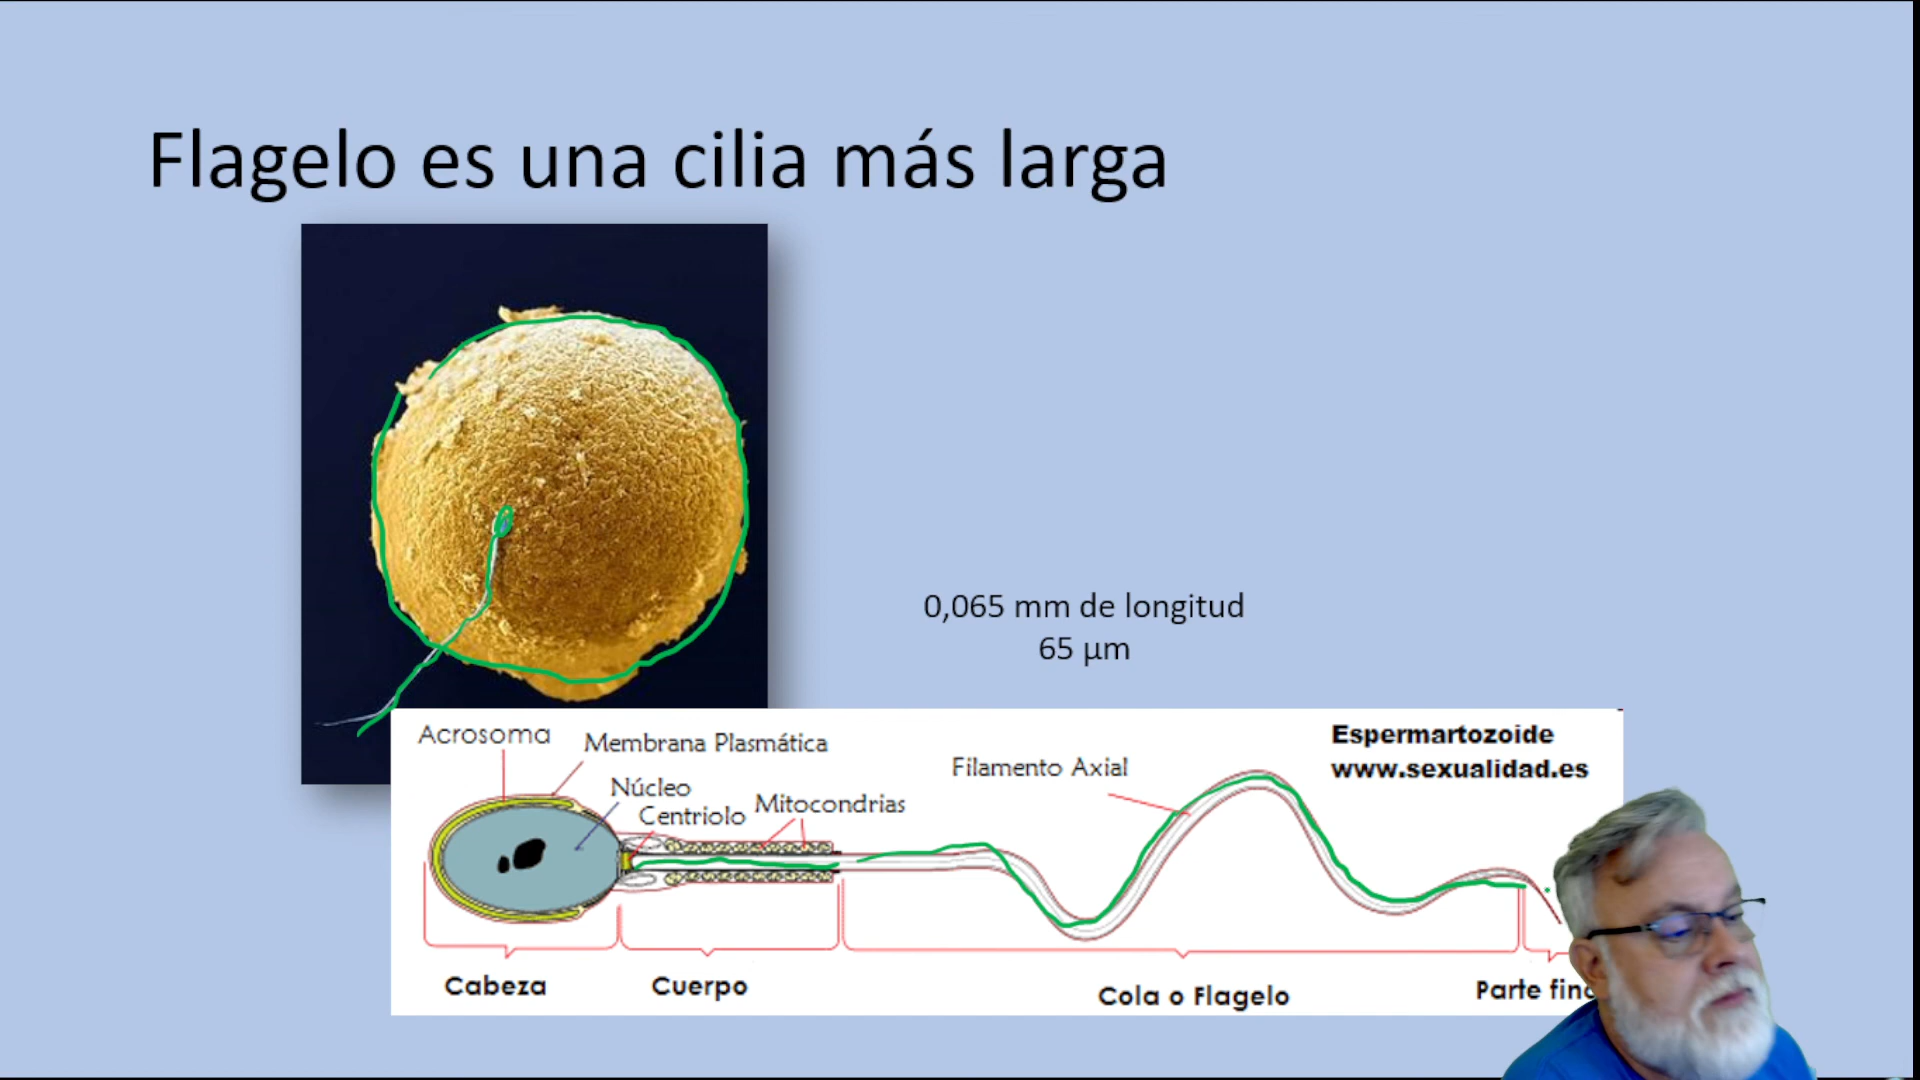 Flagelo es una cilia más larga
0,065 mm de longitud
65 µm
Acrosoma
Membrana Plasmática
Núcleo
Centriolo
Mitocondrias
Filamento Axial
Espermartozoide
www.sexualidad.es
Cabeza
Cuerpo
Cola o Flagelo
Parte